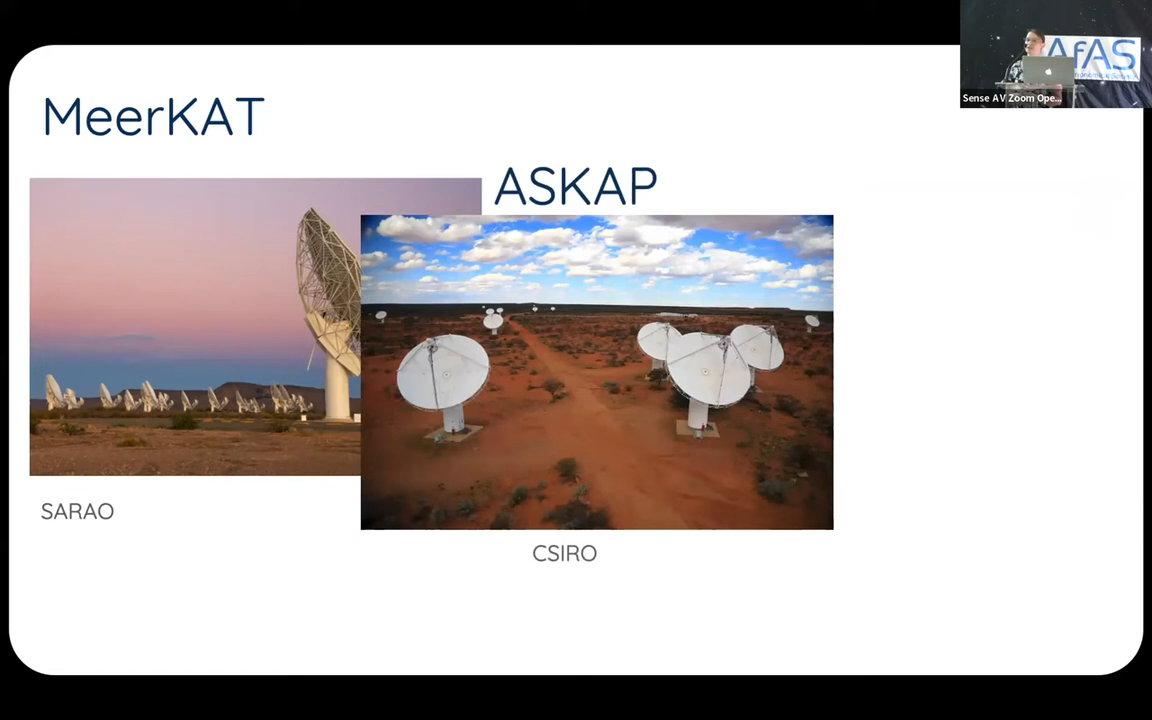 MeerKAT
ASKAP
SARAO
CSIRO
AfAS
Sense AV Zoom Ope...